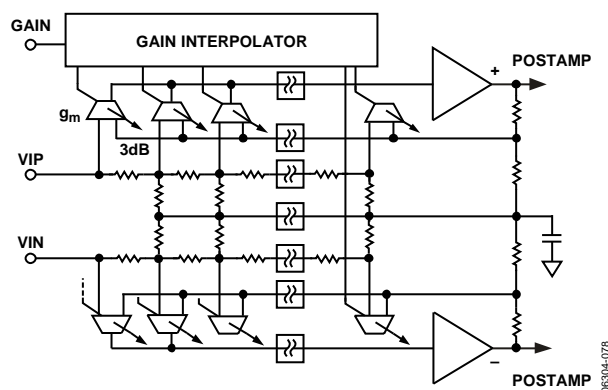 GAIN
GAIN INTERPOLATOR
+
POSTAMP
gm
3dB
VIP
VIN
–
POSTAMP
06304-078